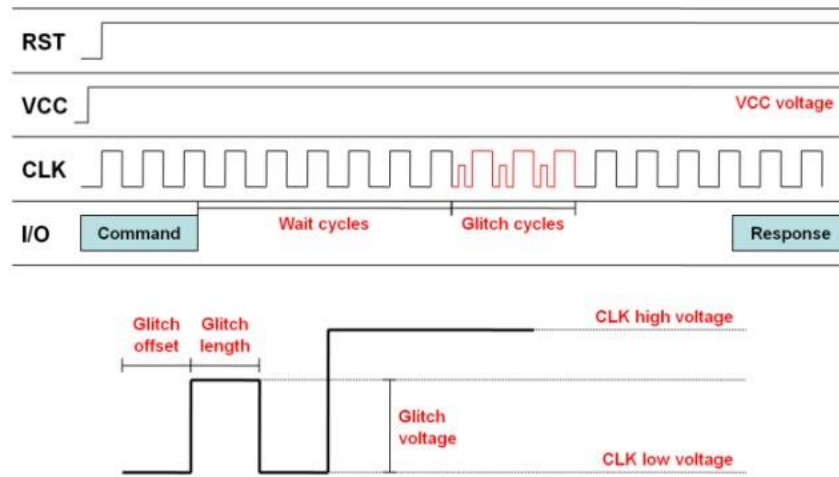 RST
VCC
VCC voltage
CLK
I/O
Command
Wait cycles
Glitch cycles
Response
Glitch
offset
Glitch
length
CLK high voltage
Glitch
voltage
CLK low voltage